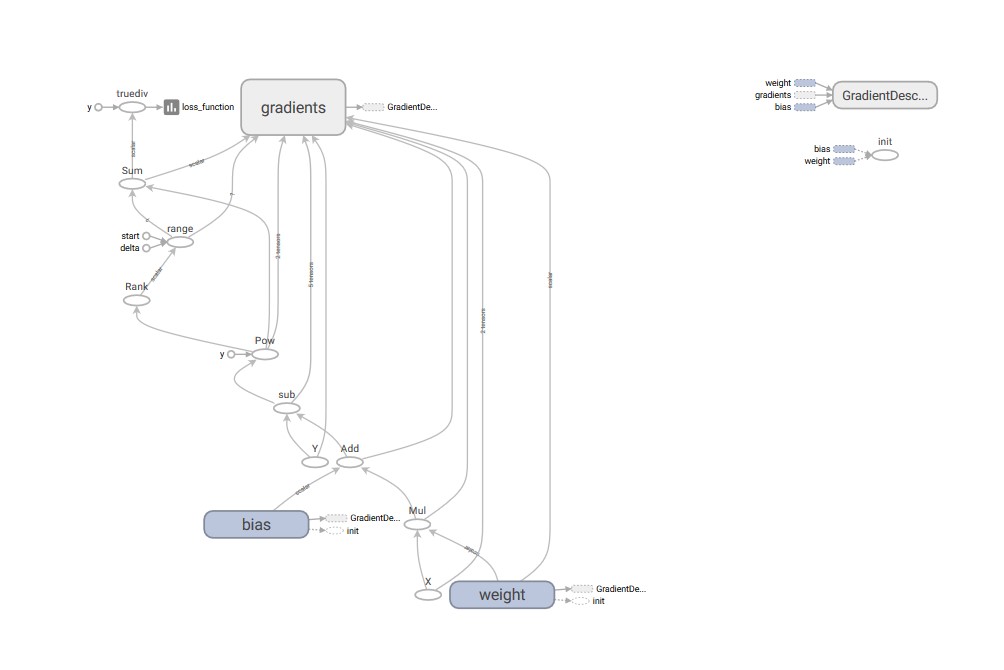 truediv
y
loss_function
gradients
GradientDe...
scalar
Sum
scalar
range
start
delta
scalar
Rank
2 tensors
5 tensors
scalar
2 tensors
Pow
y
sub
Y
Add
scalar
bias
GradientDe...
init
Mul
scalar
X
weight
GradientDe...
init
weight
gradients
bias
GradientDesc...
init
bias
weight